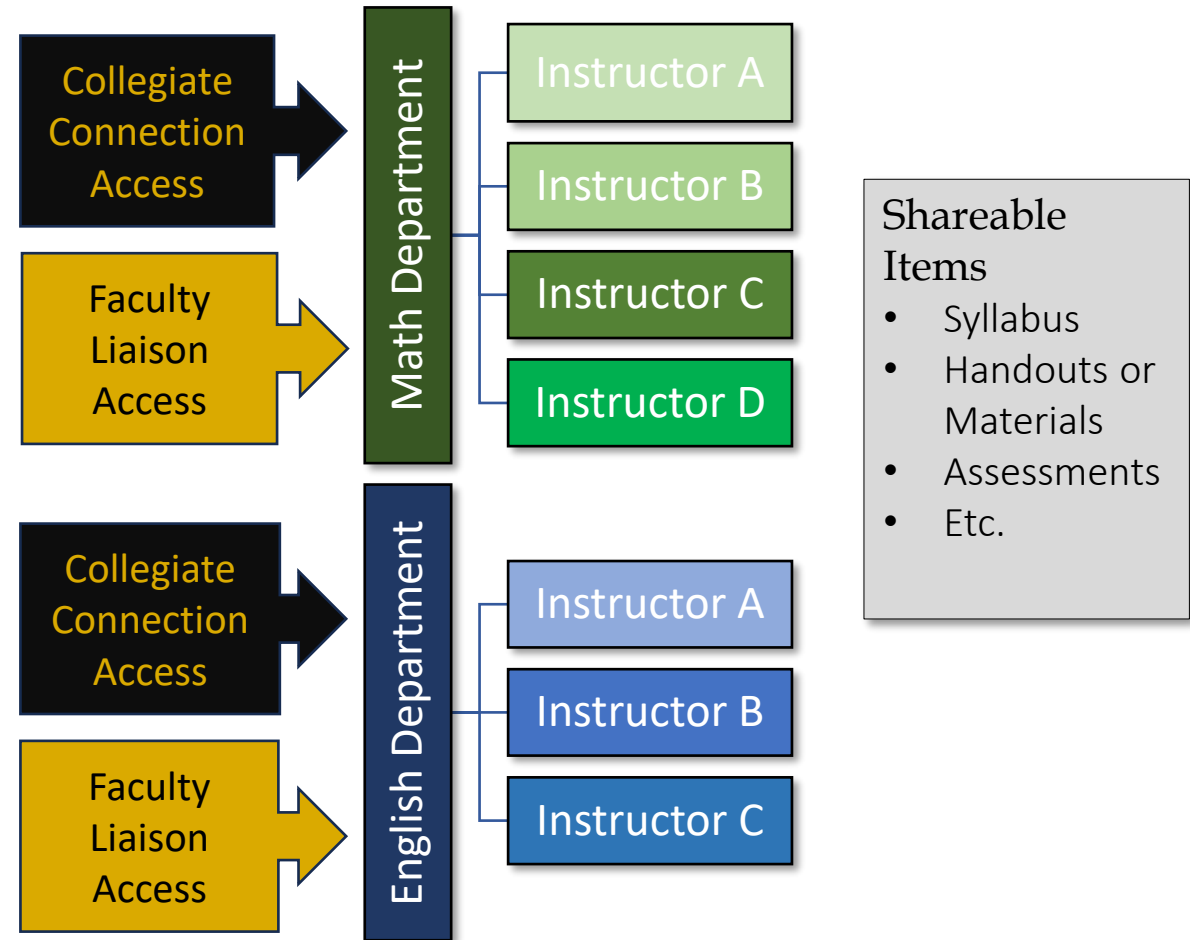 Collegiate
Connection
Access
Faculty
Liaison
Access
Math Department
Instructor A
Instructor B
Instructor C
Instructor D
Collegiate
Connection
Access
Faculty
Liaison
Access
English Department
Instructor A
Instructor B
Instructor C
Shareable
Items
• Syllabus
• Handouts or
Materials
• Assessments
• Etc.